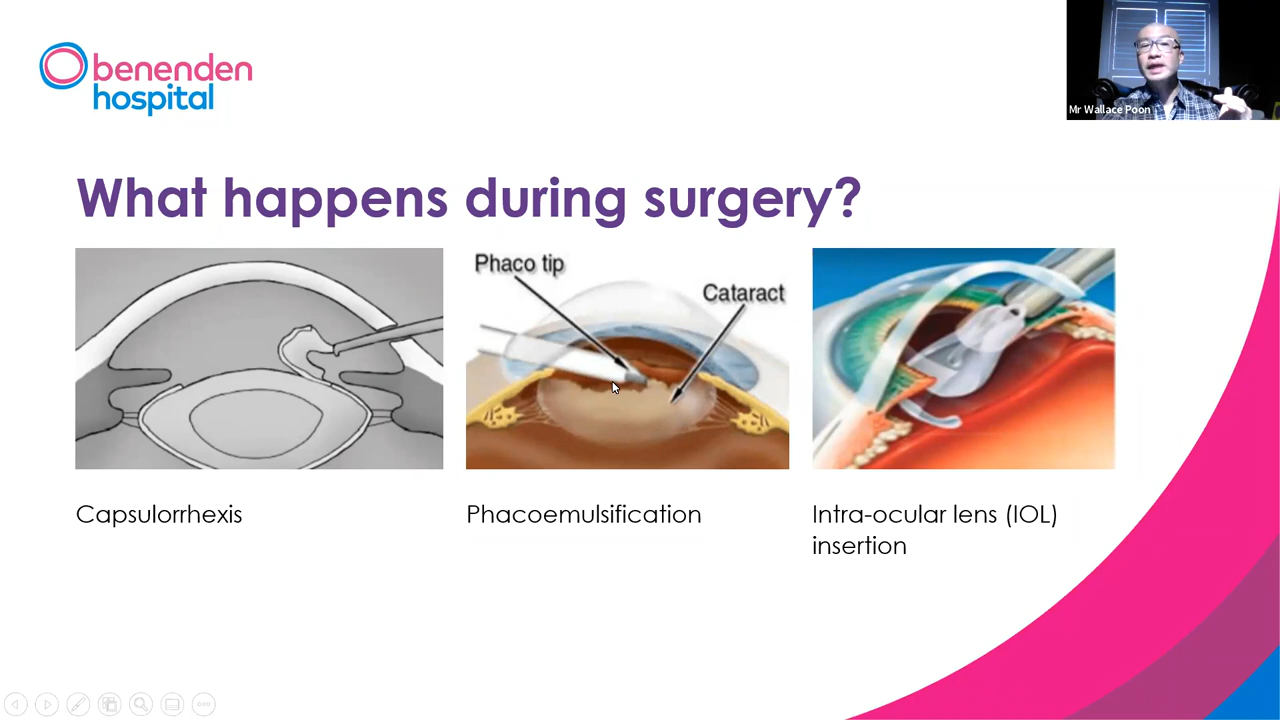 benenden
hospital
Mr Wallace Poon
What happens during surgery?
Phaco tip
Cataract
Capsulorrhexis
Phacoemulsification
Intra-ocular lens (IOL)
insertion